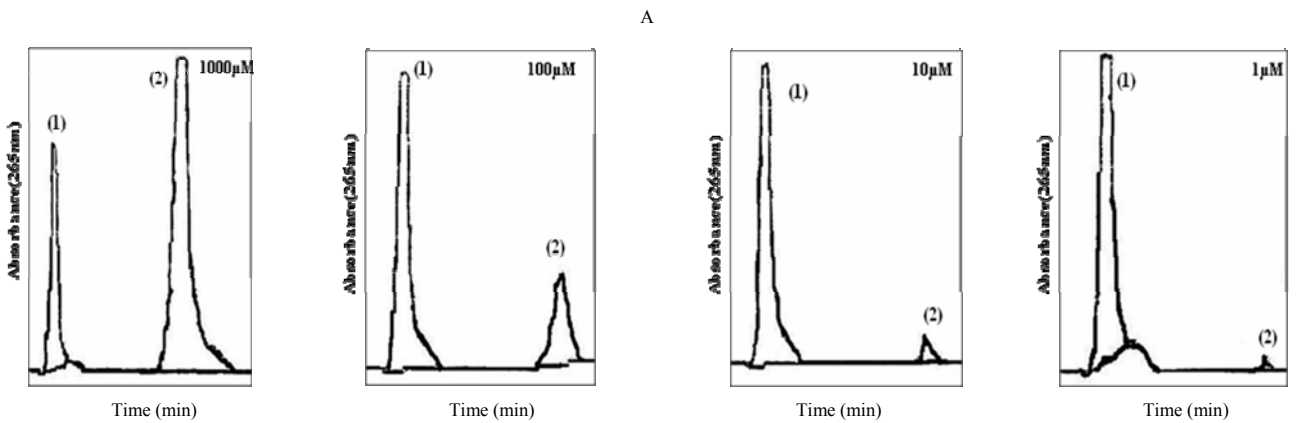 A
1000µM
(2)
(1)
Absorbance(265nm)
Time (min)
100µM
(1)
(2)
Absorbance(265nm)
Time (min)
10µM
(1)
(2)
Absorbance(265nm)
Time (min)
1µM
(1)
(2)
Absorbance(265nm)
Time (min)